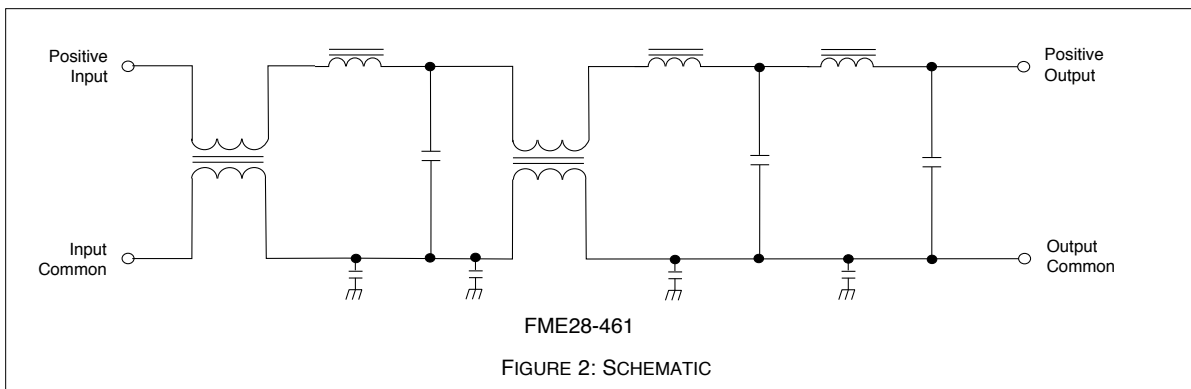 Positive
Input
Positive
Output
Input
Common
Output
Common
FME28-461
FIGURE 2: SCHEMATIC